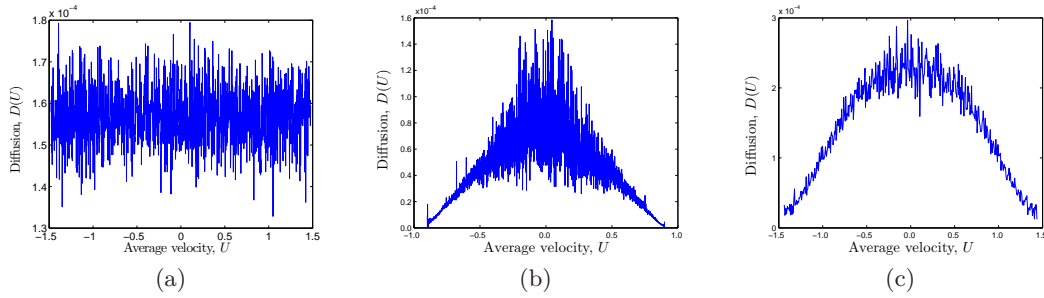 x 10⁻⁴
1.8
1.7
1.6
1.5
1.4
1.3
Diffusion, D(U)
−1.5 −1 −0.5 0 0.5 1 1.5
Average velocity, U
(a)
x10⁻⁴
1.6
1.4
1.2
1.0
0.8
0.6
0.4
0.2
0.0
Diffusion, D(U)
−1.0 −0.5 0.0 0.5 1.0
Average velocity, U
(b)
x 10⁻⁴
3
2
1
0
Diffusion, D(U)
−1.5 −1.0 −0.5 0 0.5 1.0 1.5
Average velocity, U
(c)